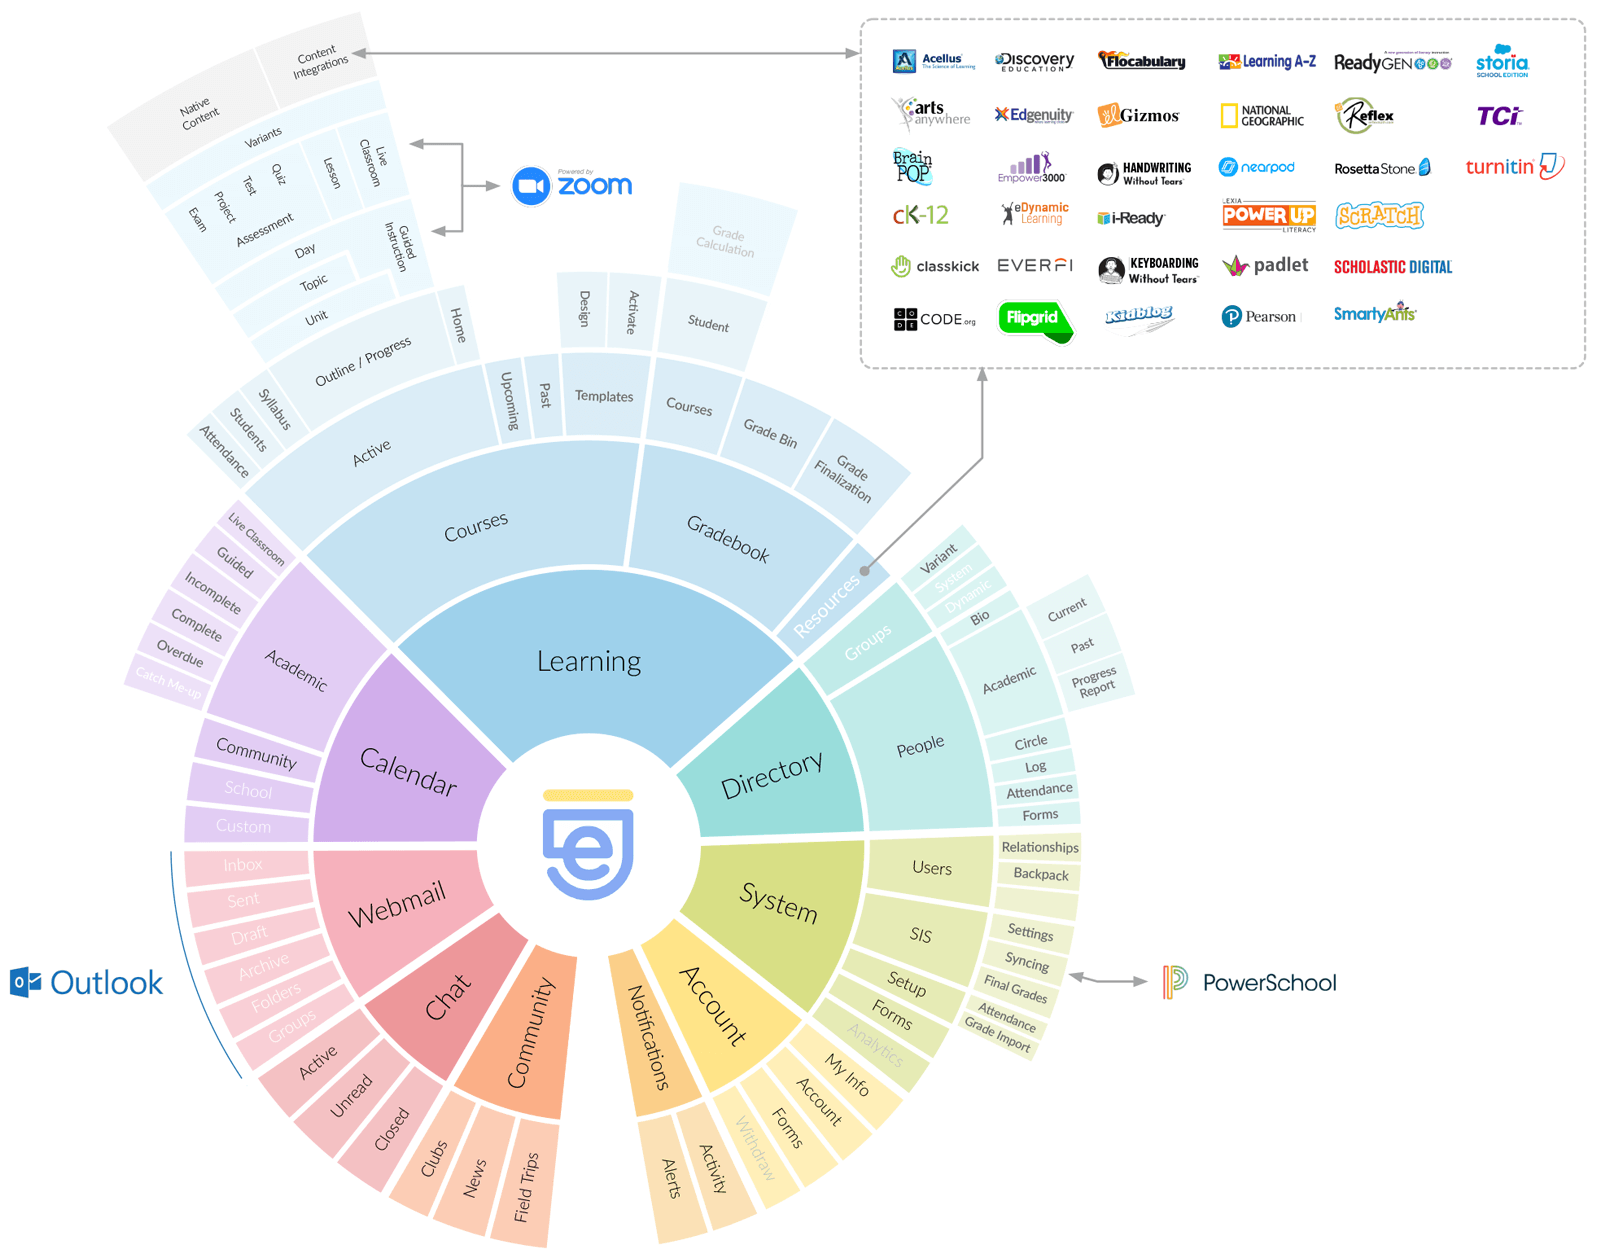 Content
Integrations
Native
Content
Variants
Live
Classroom
Lesson
Quiz
Test
Project
Exam
Assessment
Guided
Instruction
Day
Topic
Unit
Home
Outline / Progress
Syllabus
Students
Attendance
Powered by
zoom
Grade
Calculation
Student
Design
Activate
Active
Upcoming
Past
Templates
Courses
Grade Bin
Grade
Finalization
Courses
Gradebook
Resources
Learning
Acellus
The Science of Learning
DISCOVERY
EDUCATION
Flocabulary
Learning A-Z
ReadyGEN
storia
SCHOOL EDITION
arts
anywhere
Edgenuity
Gizmos
NATIONAL
GEOGRAPHIC
Reflex
TCi
Brain
POP
Empower3000
HANDWRITING
Without Tears
nearpod
RosettaStone
turnitin
cK-12
eDynamic
Learning
i-Ready
LEXIA
POWER UP
LITERACY
SCRATCH
classkick
EVERFI
KEYBOARDING
Without Tears
padlet
SCHOLASTIC DIGITAL
CODE
CODE.org
Flipgrid
Kidblog
Pearson
SmartyAnts
Live Classroom
Guided
Incomplete
Complete
Overdue
Catch Me-up
Academic
Community
School
Custom
Calendar
Groups
Variant
System
Dynamic
Bio
Academic
Current
Past
Progress
Report
People
Circle
Log
Attendance
Forms
Directory
e
Inbox
Sent
Draft
Archive
Folders
Groups
Webmail
Outlook
Active
Unread
Closed
Chat
Clubs
News
Field Trips
Community
Alerts
Activity
Notifications
Withdraw
Forms
Account
My Info
Account
System
Users
Relationships
Backpack
SIS
Settings
Syncing
Final Grades
Attendance
Grade Import
Setup
Forms
Analytics
PowerSchool